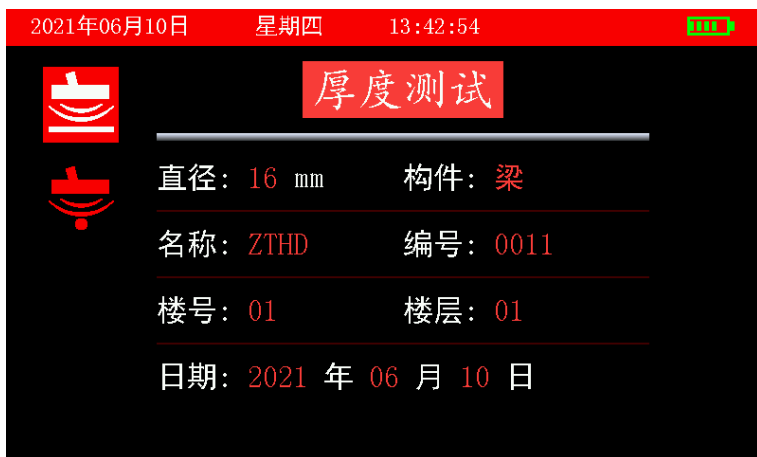 2021年06月10日 星期四 13:42:54
厚度测试
直径: 16 mm 构件: 梁
名称: ZTHD 编号: 0011
楼号: 01 楼层: 01
日期: 2021 年 06 月 10 日